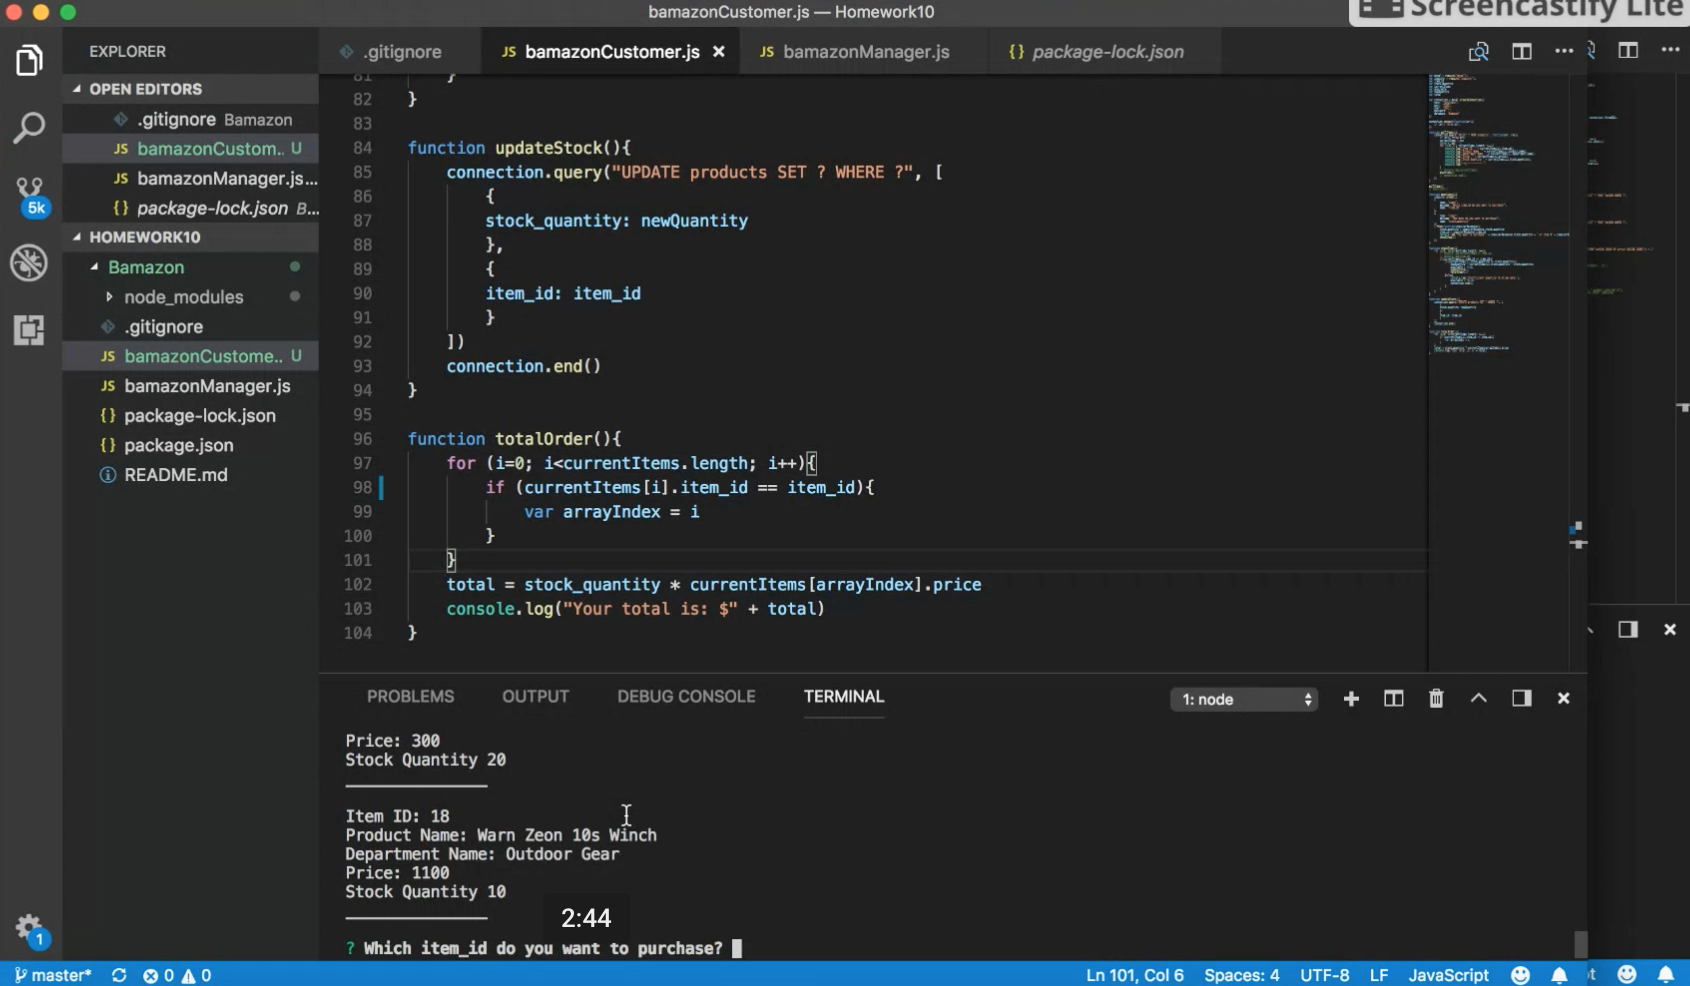 bamazonCustomer.js — Homework10
Screencastify Lite
EXPLORER
.gitignore
JS bamazonCustomer.js ×
JS bamazonManager.js
{} package-lock.json
OPEN EDITORS
.gitignore Bamazon
JS bamazonCustom.. U
JS bamazonManager.js...
{} package-lock.json B...
HOMEWORK10
Bamazon
node_modules
.gitignore
JS bamazonCustome.. U
JS bamazonManager.js
{} package-lock.json
{} package.json
README.md
5k
1
81 }
82 }
83
84 function updateStock(){
85 connection.query("UPDATE products SET ? WHERE ?", [
86 {
87 stock_quantity: newQuantity
88 },
89 {
90 item_id: item_id
91 }
92 ])
93 connection.end()
94 }
95
96 function totalOrder(){
97 for (i=0; i<currentItems.length; i++){
98 if (currentItems[i].item_id == item_id){
99 var arrayIndex = i
100 }
101 }
102 total = stock_quantity * currentItems[arrayIndex].price
103 console.log("Your total is: $" + total)
104 }
PROBLEMS OUTPUT DEBUG CONSOLE TERMINAL
1: node
Price: 300
Stock Quantity 20
Item ID: 18
Product Name: Warn Zeon 10s Winch
Department Name: Outdoor Gear
Price: 1100
Stock Quantity 10
2:44
? Which item_id do you want to purchase?
master* 0 0
Ln 101, Col 6 Spaces: 4 UTF-8 LF JavaScript